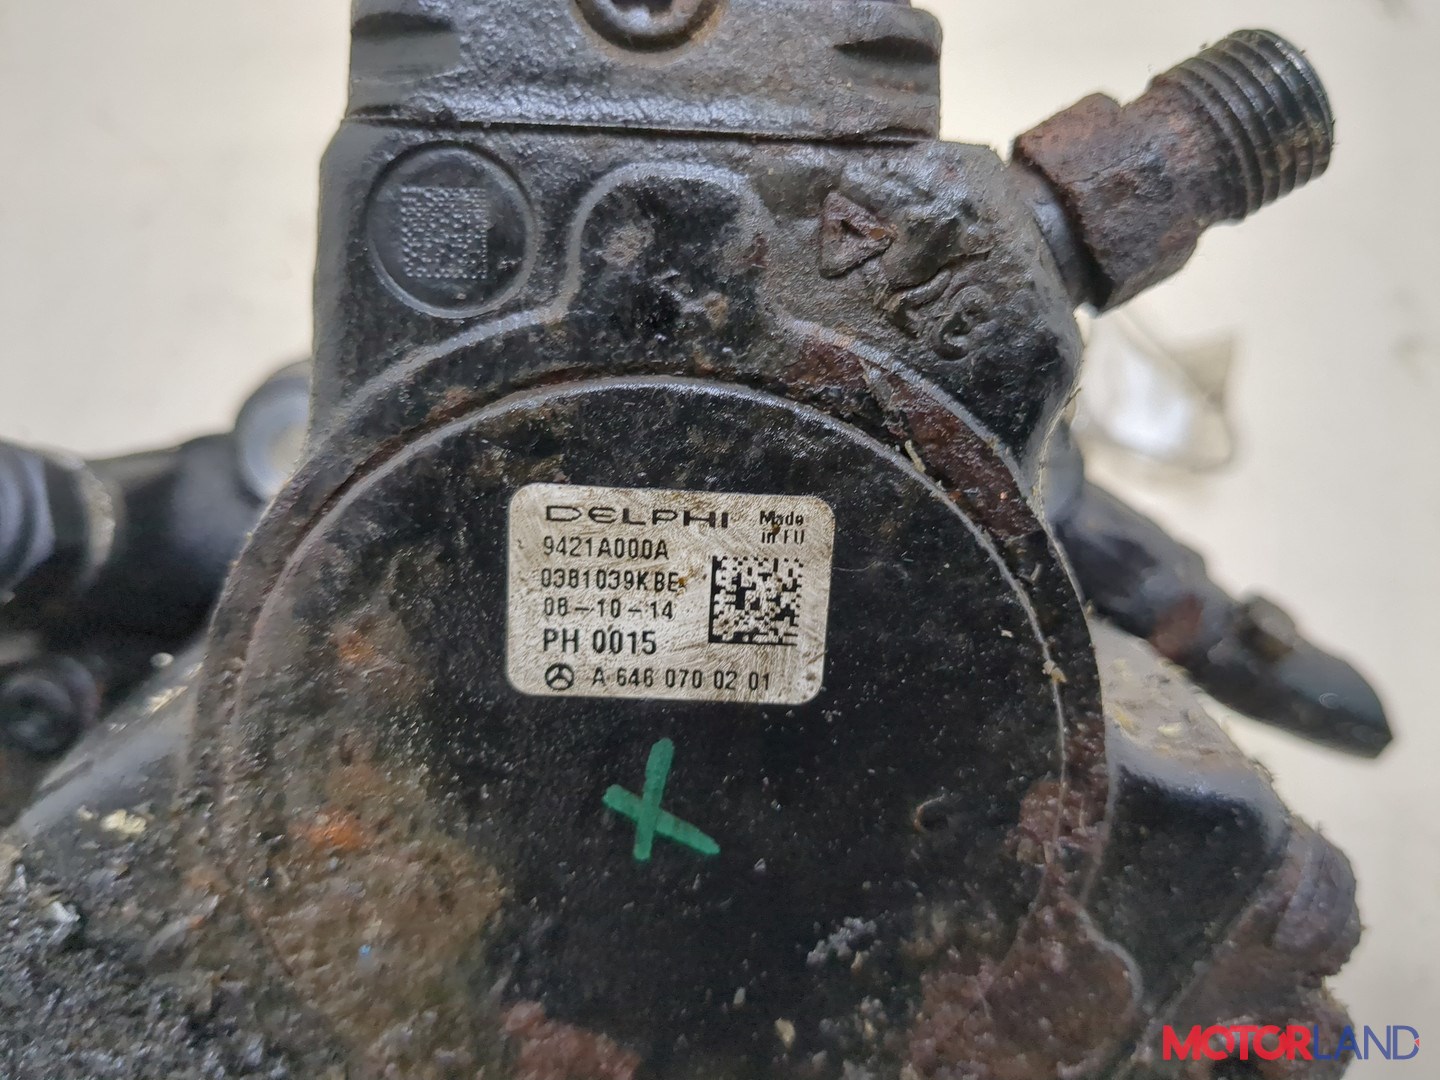 DELPHI Made in EU
9421A000A
0381039KBE
08-10-14
PH 0015
A 646 070 02 01
MOTORLAND